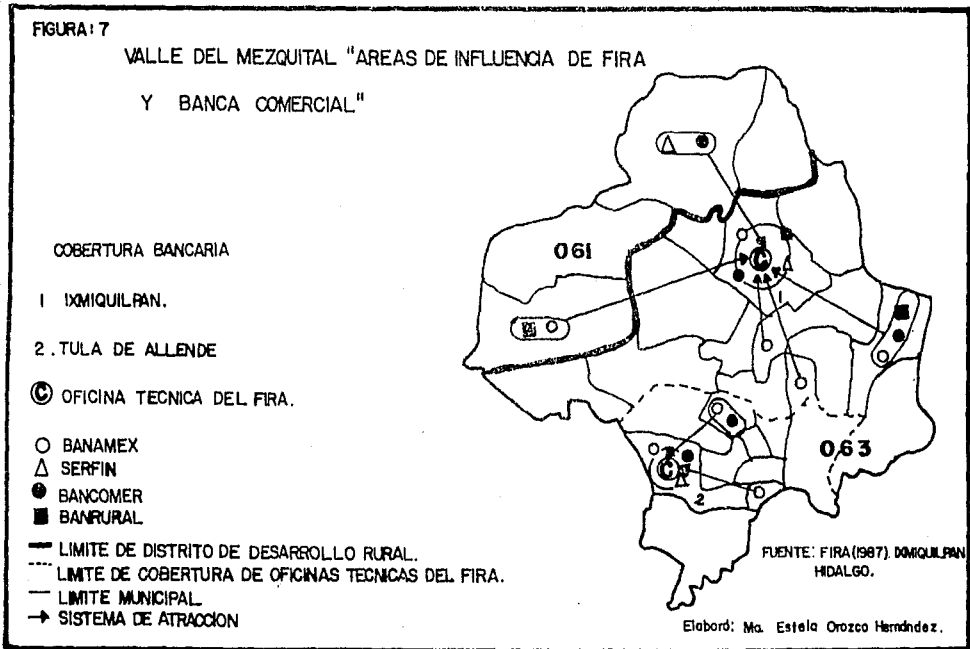 FIGURA: 7
VALLE DEL MEZQUITAL "AREAS DE INFLUENCIA DE FIRA
Y BANCA COMERCIAL"
COBERTURA BANCARIA
1 IXMIQUILPAN.
2. TULA DE ALLENDE
C OFICINA TECNICA DEL FIRA.
BANAMEX
SERFIN
BANCOMER
BANRURAL
LIMITE DE DISTRITO DE DESARROLLO RURAL.
LIMITE DE COBERTURA DE OFICINAS TECNICAS DEL FIRA.
LIMITE MUNICIPAL
SISTEMA DE ATRACCION
061
C
1
063
C
2
FUENTE: FIRA (1987). IXMIQUILPAN
HIDALGO.
Elaboró: Ma. Estela Orozco Hernández.